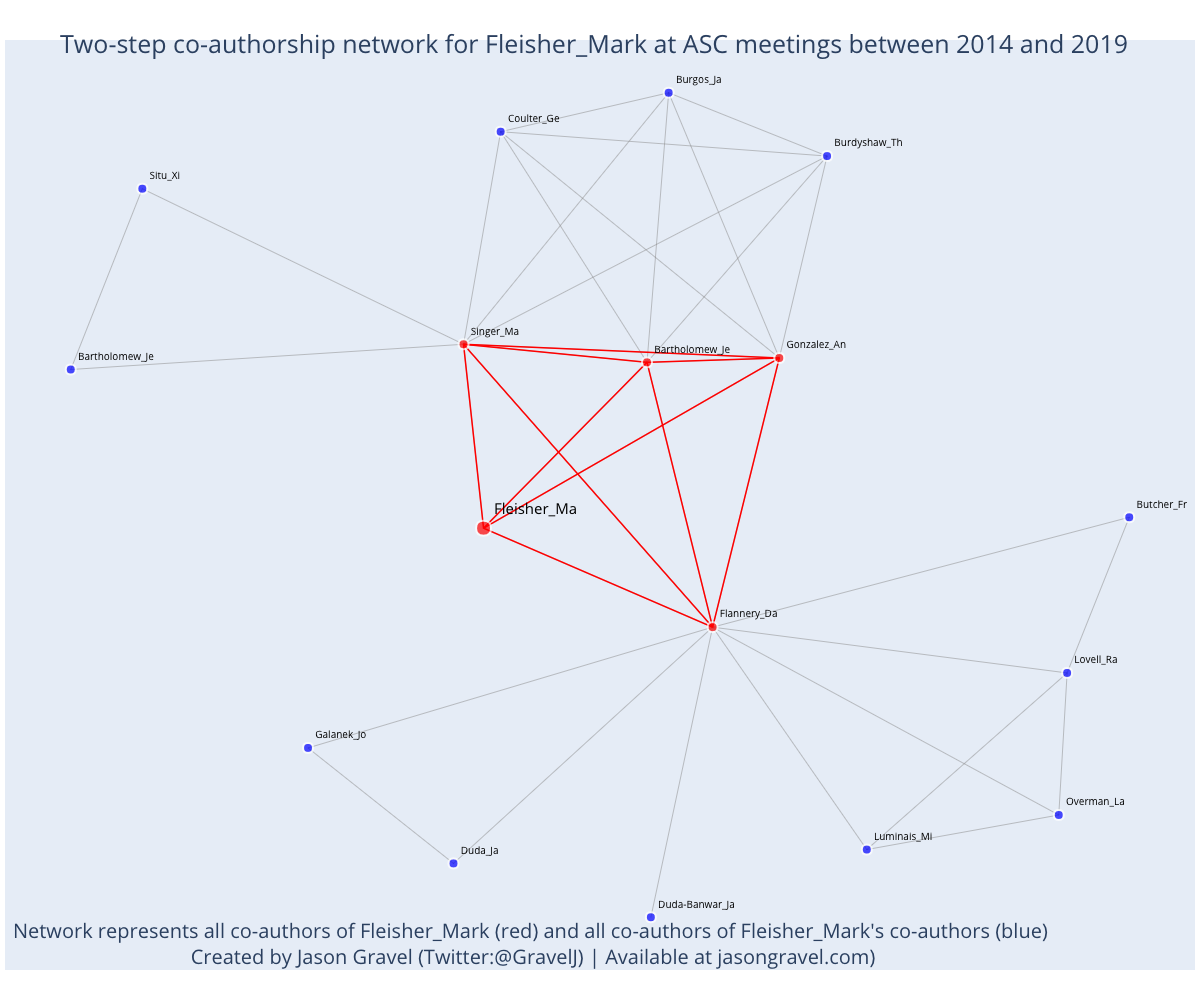 Two-step co-authorship network for Fleisher_Mark at ASC meetings between 2014 and 2019
Burgos_Ja
Coulter_Ge
Burdyshaw_Th
Situ_Xi
Singer_Ma
Bartholomew_Je
Bartholomew_Je
Gonzalez_An
Fleisher_Ma
Butcher_Fr
Flannery_Da
Lovell_Ra
Galanek_Jo
Overman_La
Luminais_Mi
Duda_Ja
Duda-Banwar_Ja
Network represents all co-authors of Fleisher_Mark (red) and all co-authors of Fleisher_Mark's co-authors (blue)
Created by Jason Gravel (Twitter:@GravelJ) | Available at jasongravel.com)